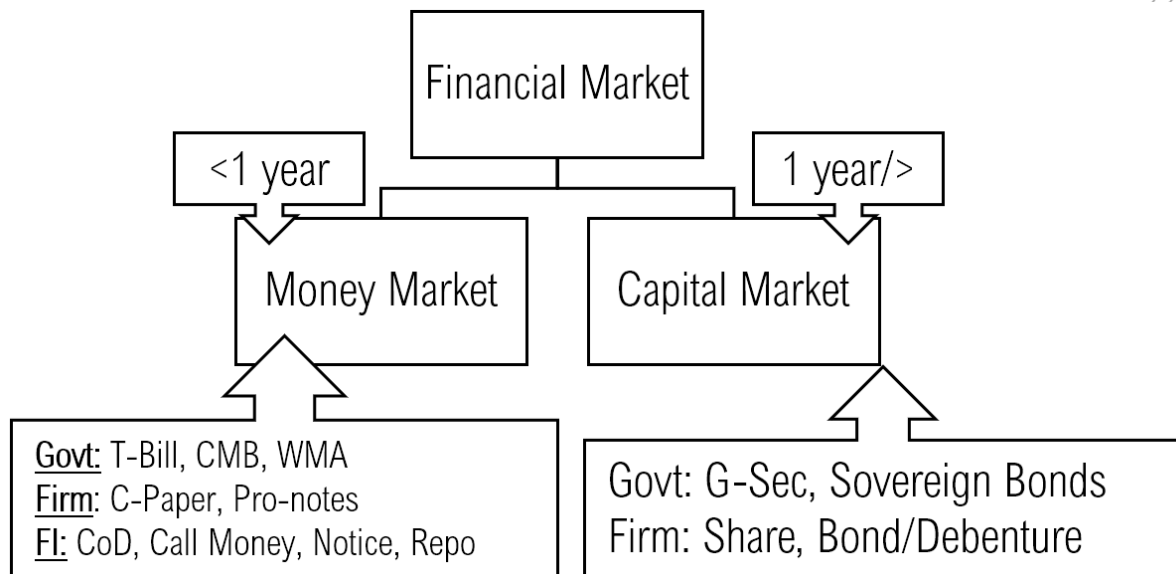 Financial Market
<1 year
1 year/>
Money Market
Capital Market
Govt: T-Bill, CMB, WMA
Firm: C-Paper, Pro-notes
FI: CoD, Call Money, Notice, Repo
Govt: G-Sec, Sovereign Bonds
Firm: Share, Bond/Debenture